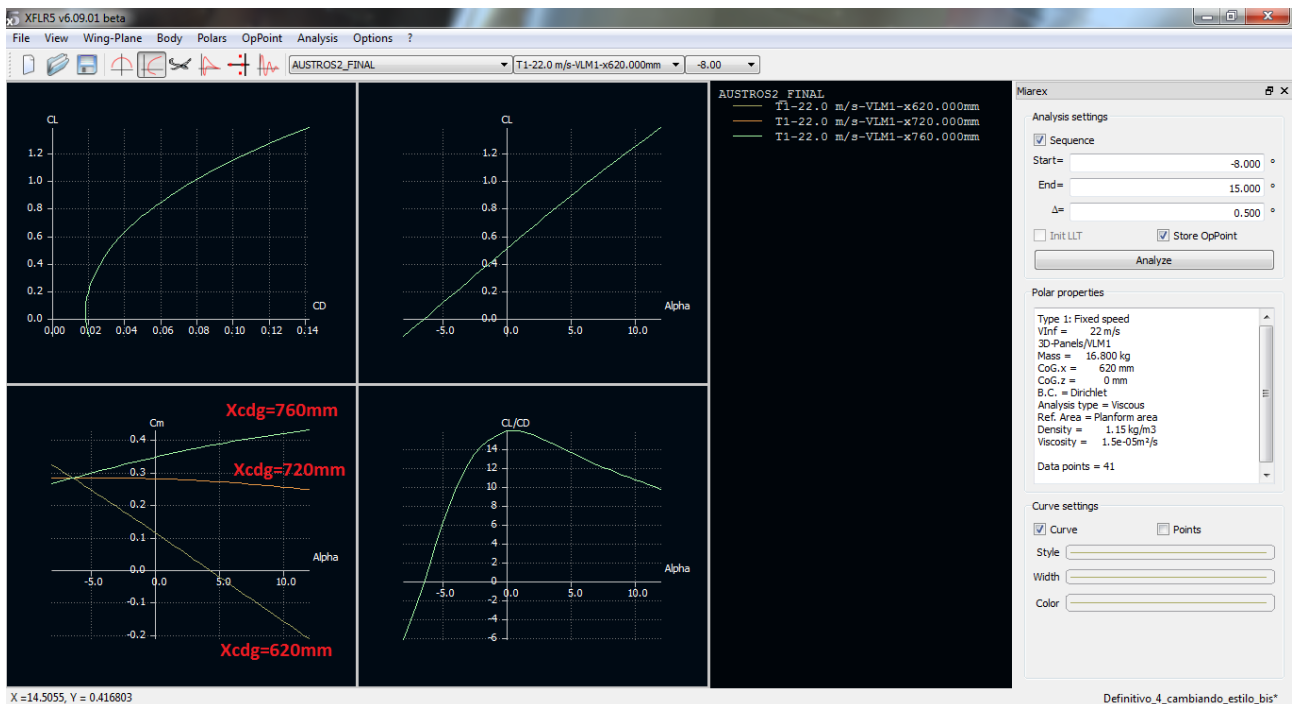 XFLR5 v6.09.01 beta
File View Wing-Plane Body Polars OpPoint Analysis Options ?
AUSTROS2_FINAL T1-22.0 m/s-VLM1-x620.000mm -8.00
CL
1.2
1.0
0.8
0.6
0.4
0.2
0.0
CD
0.00 0.02 0.04 0.06 0.08 0.10 0.12 0.14
CL
1.2
1.0
0.8
0.6
0.4
0.2
0.0
Alpha
-5.0 0.0 5.0 10.0
Cm
Xcdg=760mm
0.4
0.3
Xcdg=720mm
0.2
0.1
0.0
Alpha
-5.0 0.0 5.0 10.0
-0.1
-0.2
Xcdg=620mm
CL/CD
14
12
10
8
6
4
2
0
Alpha
-5.0 0.0 5.0 10.0
-2
-4
-6
AUSTROS2_FINAL
T1-22.0 m/s-VLM1-x620.000mm
T1-22.0 m/s-VLM1-x720.000mm
T1-22.0 m/s-VLM1-x760.000mm
Miarex
Analysis settings
Sequence
Start= -8.000 °
End= 15.000 °
Δ= 0.500 °
Init LLT Store OpPoint
Analyze
Polar properties
Type 1: Fixed speed
VInf = 22 m/s
3D-Panels/VLM1
Mass = 16.800 kg
CoG.x = 620 mm
CoG.z = 0 mm
B.C. = Dirichlet
Analysis type = Viscous
Ref. Area = Planform area
Density = 1.15 kg/m3
Viscosity = 1.5e-05m²/s
Data points = 41
Curve settings
Curve Points
Style
Width
Color
X =14.5055, Y = 0.416803
Definitivo_4_cambiando_estilo_bis*